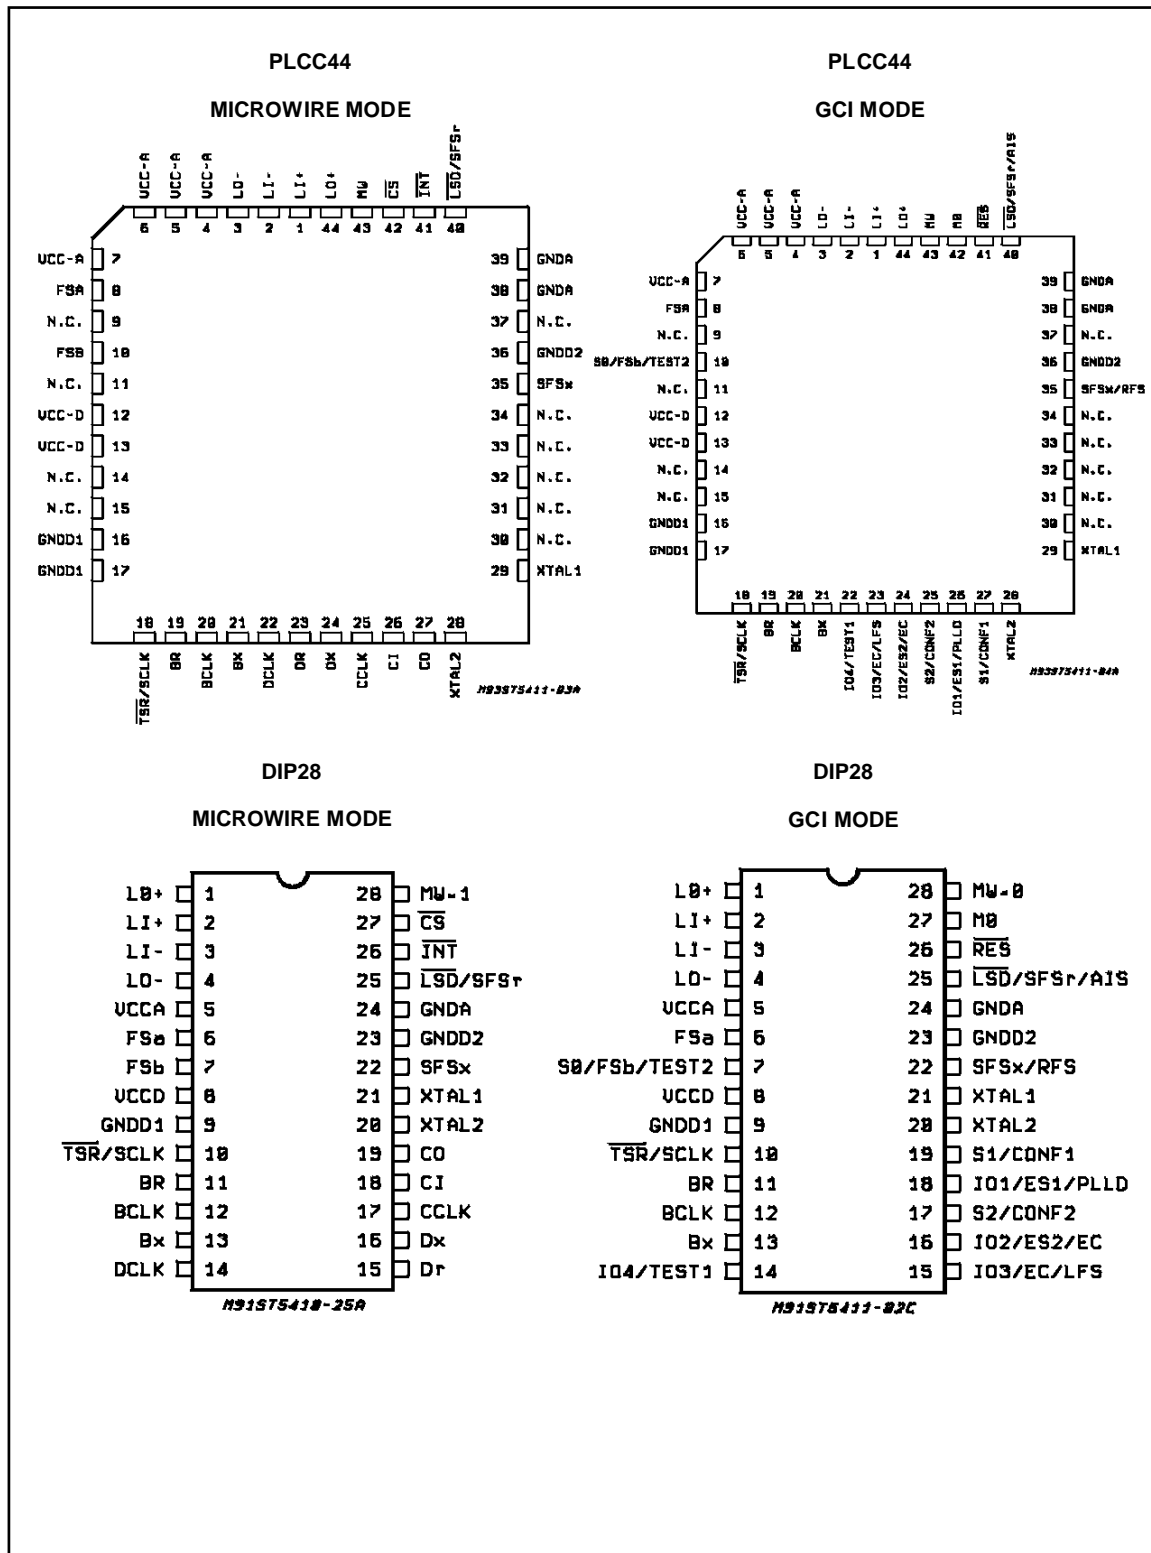 PLCC44
MICROWIRE MODE
VCC-A VCC-A VCC-A LO- LI- LI+ LO+ MW CS INT LSD/SFSr
6 5 4 3 2 1 44 43 42 41 40
VCC-A 7
FSA 8
N.C. 9
FSB 10
N.C. 11
VCC-D 12
VCC-D 13
N.C. 14
N.C. 15
GNDD1 16
GNDD1 17
39 GNDA
38 GNDA
37 N.C.
36 GNDD2
35 SFSx
34 N.C.
33 N.C.
32 N.C.
31 N.C.
30 N.C.
29 XTAL1
18 19 20 21 22 23 24 25 26 27 28
TSR/SCLK BR BCLK BX DCLK DR DX CCLK CI CO XTAL2
M93ST5411-03A
PLCC44
GCI MODE
VCC-A VCC-A VCC-A LO- LI- LI+ LO+ MW M0 RES LSD/SFSr/AIS
6 5 4 3 2 1 44 43 42 41 40
VCC-A 7
FSA 8
N.C. 9
S0/FSb/TEST2 10
N.C. 11
VCC-D 12
VCC-D 13
N.C. 14
N.C. 15
GNDD1 16
GNDD1 17
39 GNDA
38 GNDA
37 N.C.
36 GNDD2
35 SFSx/RFS
34 N.C.
33 N.C.
32 N.C.
31 N.C.
30 N.C.
29 XTAL1
18 19 20 21 22 23 24 25 26 27 28
TSR/SCLK BR BCLK BX IO4/TEST1 IO3/EC/LFS IO2/ES2/EC S2/CONF2 IO1/ES1/PLLD S1/CONF1 XTAL2
M93ST5411-04A
DIP28
MICROWIRE MODE
L0+ 1 28 MW-1
LI+ 2 27 CS
LI- 3 26 INT
LO- 4 25 LSD/SFSr
VCCA 5 24 GNDA
FSa 6 23 GNDD2
FSb 7 22 SFSx
VCCD 8 21 XTAL1
GNDD1 9 20 XTAL2
TSR/SCLK 10 19 CO
BR 11 18 CI
BCLK 12 17 CCLK
Bx 13 16 Dx
DCLK 14 15 Dr
M91ST5410-25A
DIP28
GCI MODE
L0+ 1 28 MW-0
LI+ 2 27 M0
LI- 3 26 RES
LO- 4 25 LSD/SFSr/AIS
VCCA 5 24 GNDA
FSa 6 23 GNDD2
S0/FSb/TEST2 7 22 SFSx/RFS
VCCD 8 21 XTAL1
GNDD1 9 20 XTAL2
TSR/SCLK 10 19 S1/CONF1
BR 11 18 IO1/ES1/PLLD
BCLK 12 17 S2/CONF2
Bx 13 16 IO2/ES2/EC
IO4/TEST1 14 15 IO3/EC/LFS
M91ST5411-02C